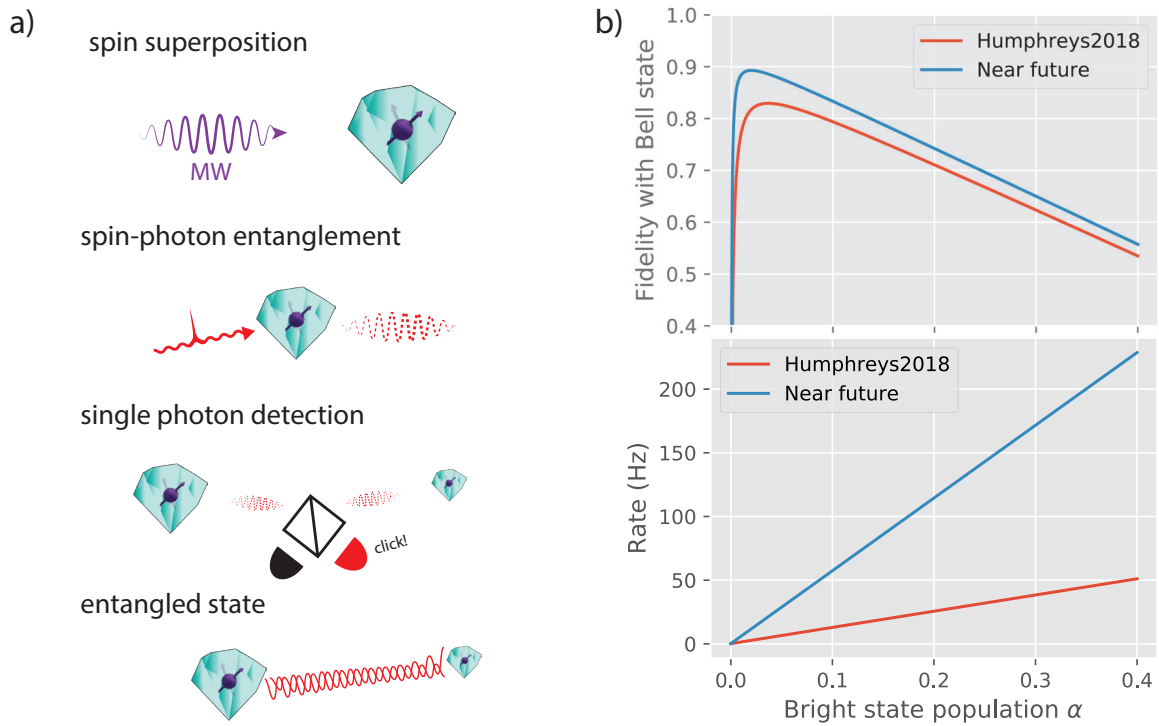 a)
spin superposition
MW
spin-photon entanglement
single photon detection
click!
entangled state
b)
Humphreys2018
Near future
Fidelity with Bell state
1.0
0.9
0.8
0.7
0.6
0.5
0.4
Humphreys2018
Near future
Rate (Hz)
200
150
100
50
0
0.0 0.1 0.2 0.3 0.4
Bright state population α